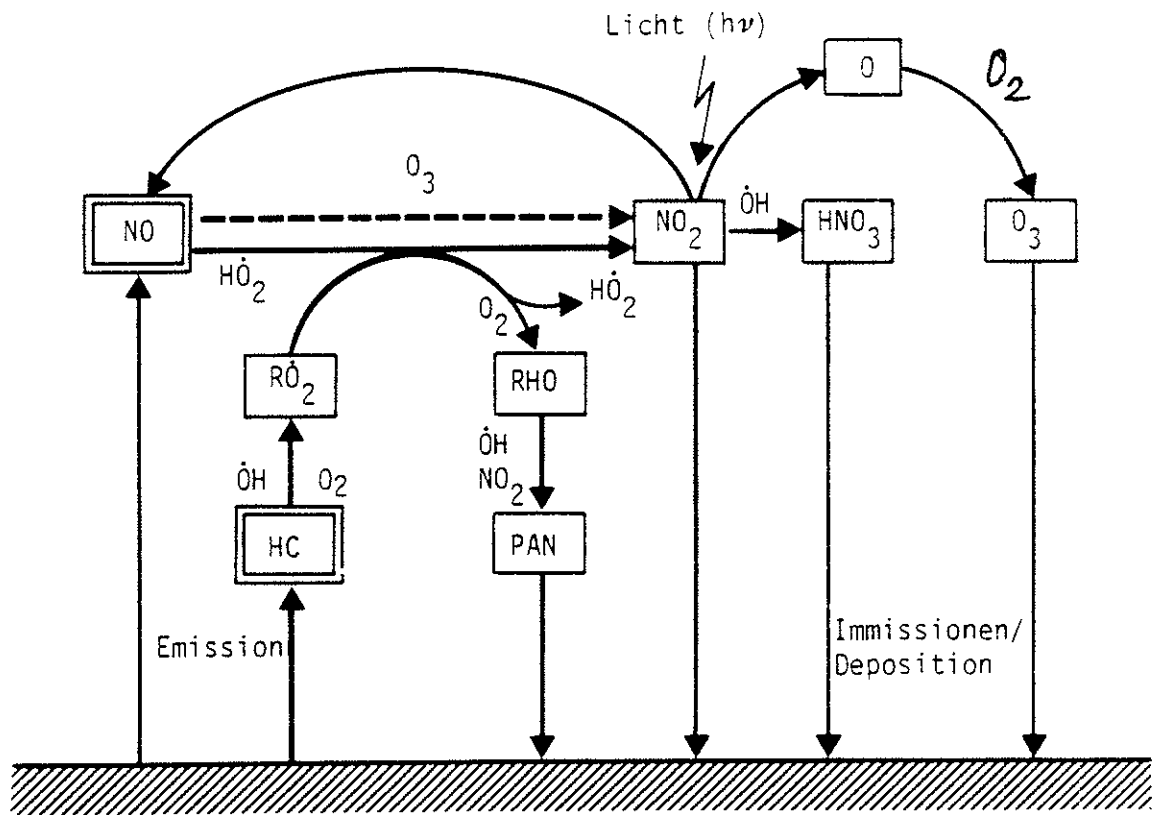 Licht (hν)
O
O₂
O₃
NO
NO₂
ȮH
HNO₃
O₃
HȮ₂
HȮ₂
O₂
RȮ₂
RHO
ȮH
O₂
ȮH
NO₂
HC
PAN
Emission
Immissionen/
Deposition